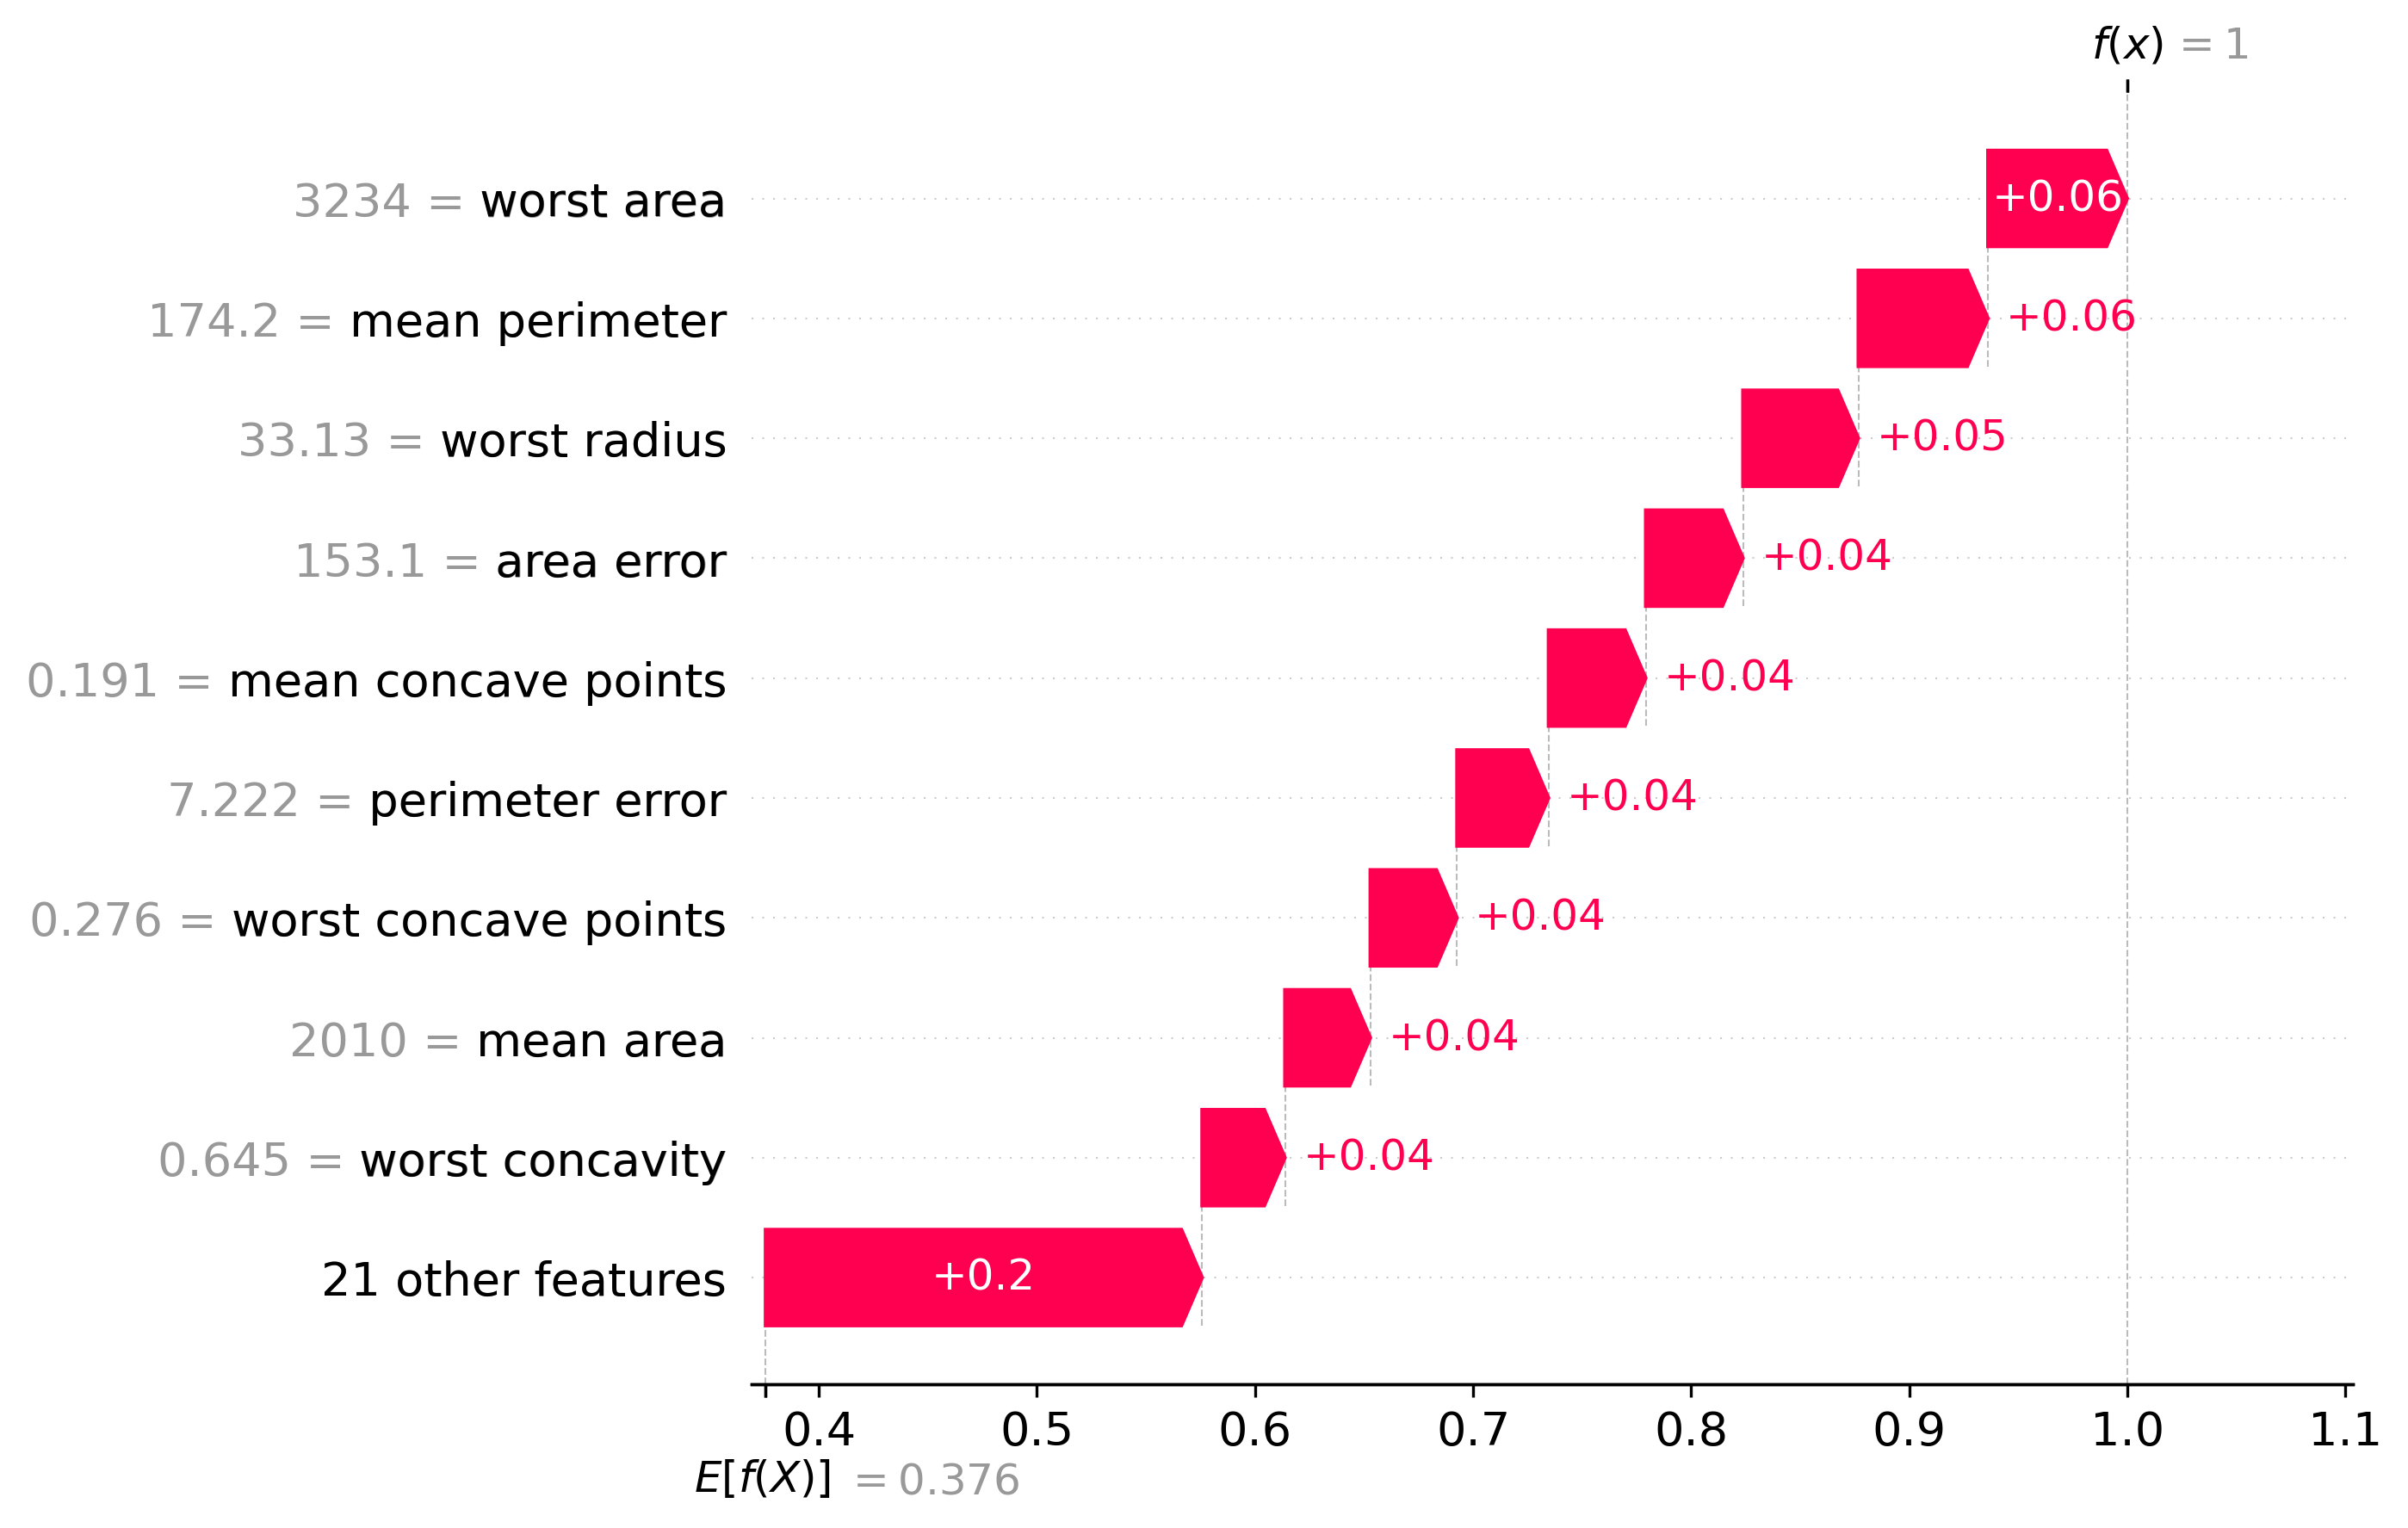 f(x) = 1
3234 = worst area +0.06
174.2 = mean perimeter +0.06
33.13 = worst radius +0.05
153.1 = area error +0.04
0.191 = mean concave points +0.04
7.222 = perimeter error +0.04
0.276 = worst concave points +0.04
2010 = mean area +0.04
0.645 = worst concavity +0.04
21 other features +0.2
0.4 0.5 0.6 0.7 0.8 0.9 1.0 1.1
E[f(X)] = 0.376